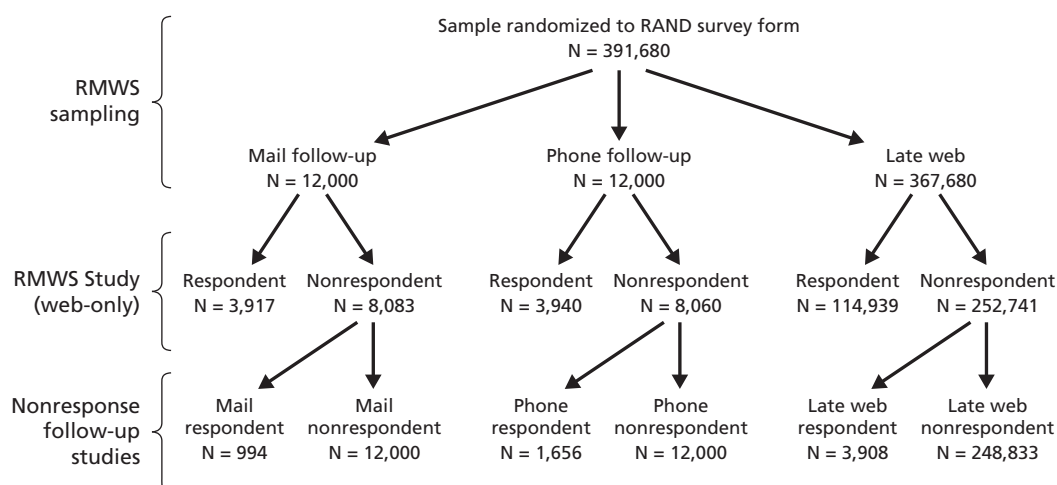 Sample randomized to RAND survey form
N = 391,680
RMWS
sampling
Mail follow-up
N = 12,000
Phone follow-up
N = 12,000
Late web
N = 367,680
RMWS Study
(web-only)
Respondent
N = 3,917
Nonrespondent
N = 8,083
Respondent
N = 3,940
Nonrespondent
N = 8,060
Respondent
N = 114,939
Nonrespondent
N = 252,741
Nonresponse
follow-up
studies
Mail
respondent
N = 994
Mail
nonrespondent
N = 12,000
Phone
respondent
N = 1,656
Phone
nonrespondent
N = 12,000
Late web
respondent
N = 3,908
Late web
nonrespondent
N = 248,833